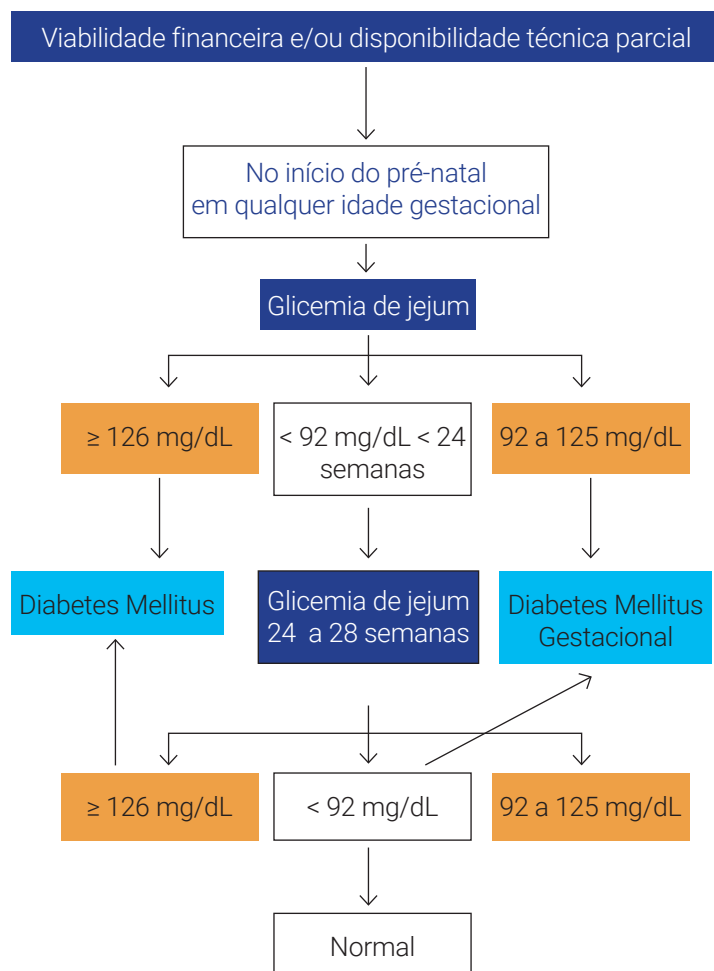 Viabilidade financeira e/ou disponibilidade técnica parcial
No início do pré-natal
em qualquer idade gestacional
Glicemia de jejum
≥ 126 mg/dL
< 92 mg/dL < 24
semanas
92 a 125 mg/dL
Diabetes Mellitus
Glicemia de jejum
24 a 28 semanas
Diabetes Mellitus
Gestacional
≥ 126 mg/dL
< 92 mg/dL
92 a 125 mg/dL
Normal